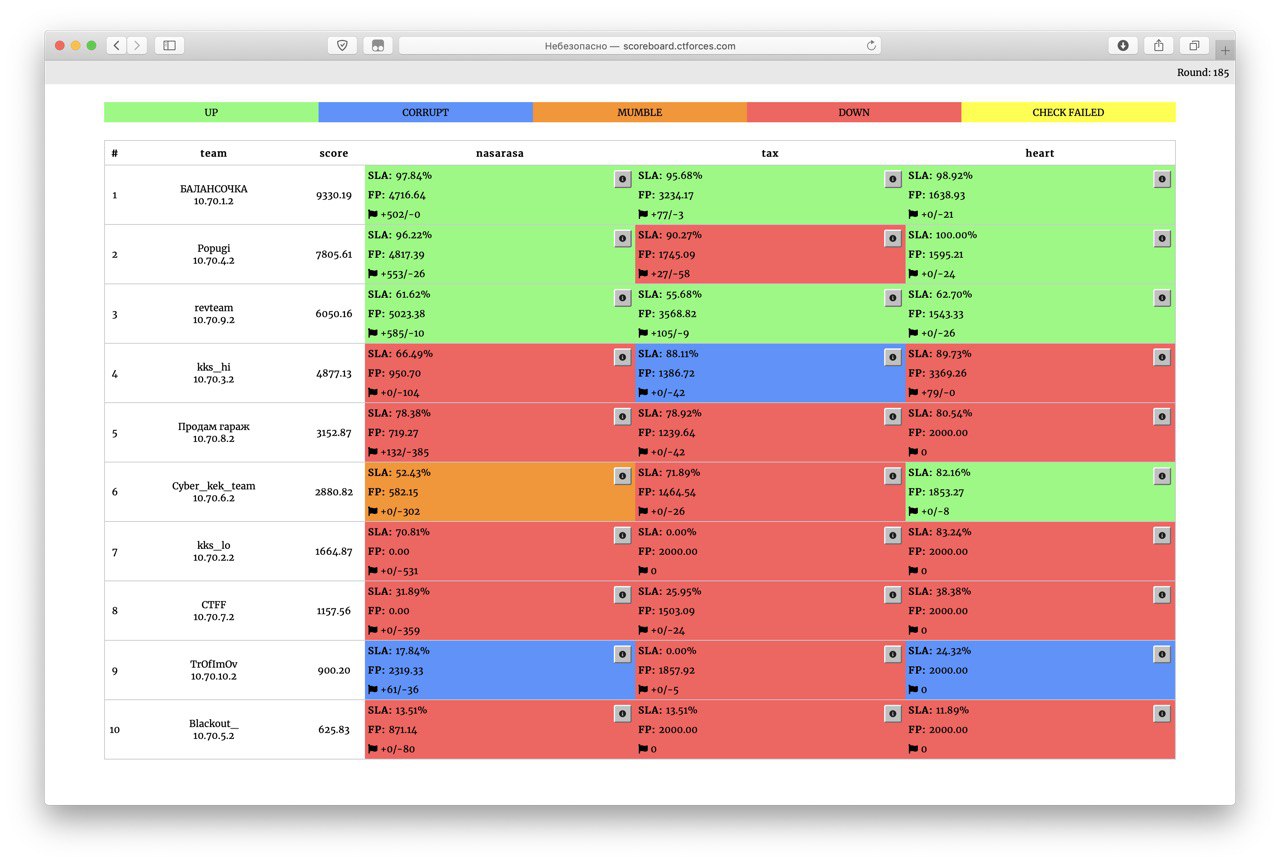 Небезопасно — scoreboard.ctforces.com
Round: 185
UP CORRUPT MUMBLE DOWN CHECK FAILED
# team score nasarasa tax heart
1 БАЛАНСОЧКА 10.70.1.2 9330.19
SLA: 97.84% SLA: 95.68% SLA: 98.92%
FP: 4716.64 FP: 3234.17 FP: 1638.93
+502/-0 +77/-3 +0/-21
2 Popugi 10.70.4.2 7805.61
SLA: 96.22% SLA: 90.27% SLA: 100.00%
FP: 4817.39 FP: 1745.09 FP: 1595.21
+553/-26 +27/-58 +0/-24
3 revteam 10.70.9.2 6050.16
SLA: 61.62% SLA: 55.68% SLA: 62.70%
FP: 5023.38 FP: 3568.82 FP: 1543.33
+585/-10 +105/-9 +0/-26
4 kks_hi 10.70.3.2 4877.13
SLA: 66.49% SLA: 88.11% SLA: 89.73%
FP: 950.70 FP: 1386.72 FP: 3369.26
+0/-104 +0/-42 +79/-0
5 Продам гараж 10.70.8.2 3152.87
SLA: 78.38% SLA: 78.92% SLA: 80.54%
FP: 719.27 FP: 1239.64 FP: 2000.00
+132/-385 +0/-42 0
6 Cyber_kek_team 10.70.6.2 2880.82
SLA: 52.43% SLA: 71.89% SLA: 82.16%
FP: 582.15 FP: 1464.54 FP: 1853.27
+0/-302 +0/-26 +0/-8
7 kks_lo 10.70.2.2 1664.87
SLA: 70.81% SLA: 0.00% SLA: 83.24%
FP: 0.00 FP: 2000.00 FP: 2000.00
+0/-531 0 0
8 CTFF 10.70.7.2 1157.56
SLA: 31.89% SLA: 25.95% SLA: 38.38%
FP: 0.00 FP: 1503.09 FP: 2000.00
+0/-359 +0/-24 0
9 TrOfImOv 10.70.10.2 900.20
SLA: 17.84% SLA: 0.00% SLA: 24.32%
FP: 2319.33 FP: 1857.92 FP: 2000.00
+61/-36 +0/-5 0
10 Blackout_ 10.70.5.2 625.83
SLA: 13.51% SLA: 13.51% SLA: 11.89%
FP: 871.14 FP: 2000.00 FP: 2000.00
+0/-80 0 0